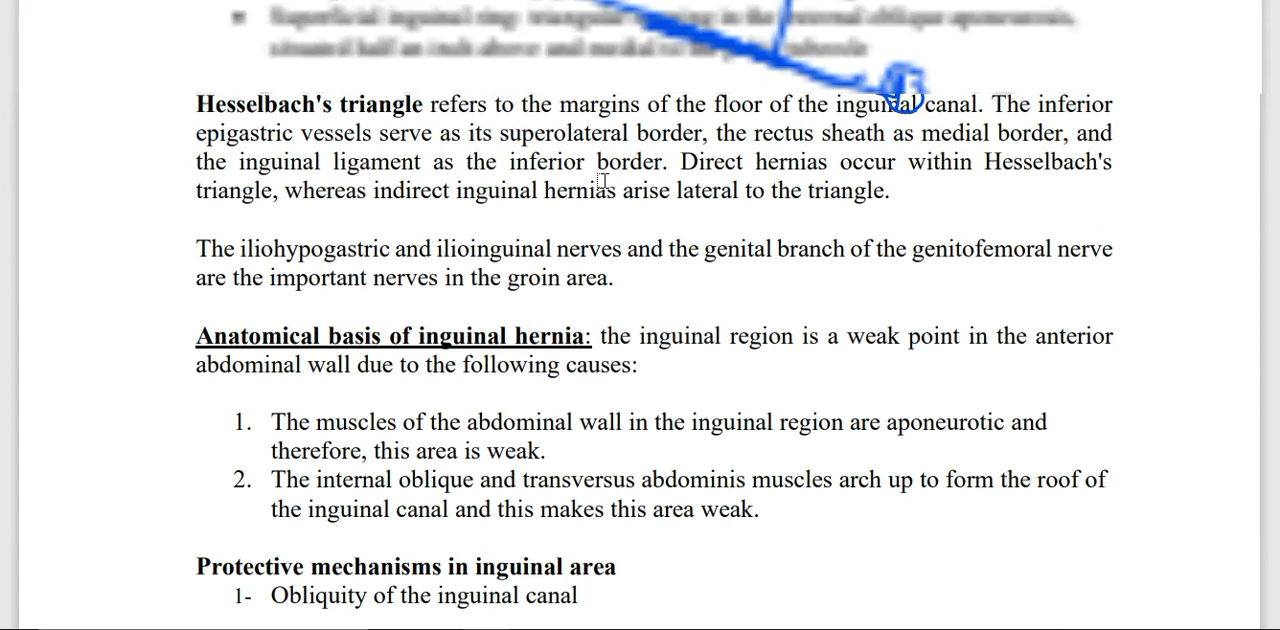 Hesselbach's triangle refers to the margins of the floor of the inguinal canal. The inferior
epigastric vessels serve as its superolateral border, the rectus sheath as medial border, and
the inguinal ligament as the inferior border. Direct hernias occur within Hesselbach's
triangle, whereas indirect inguinal hernias arise lateral to the triangle.
The iliohypogastric and ilioinguinal nerves and the genital branch of the genitofemoral nerve
are the important nerves in the groin area.
Anatomical basis of inguinal hernia: the inguinal region is a weak point in the anterior
abdominal wall due to the following causes:
1. The muscles of the abdominal wall in the inguinal region are aponeurotic and
therefore, this area is weak.
2. The internal oblique and transversus abdominis muscles arch up to form the roof of
the inguinal canal and this makes this area weak.
Protective mechanisms in inguinal area
1- Obliquity of the inguinal canal